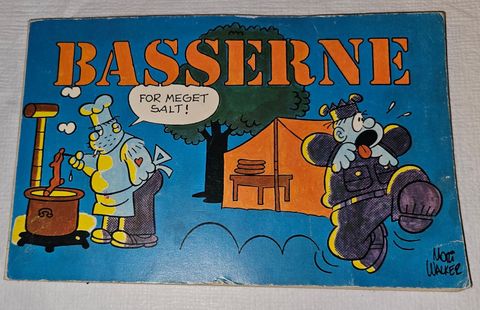 BASSERNE
FOR MEGET
SALT!
MORT
WALKER